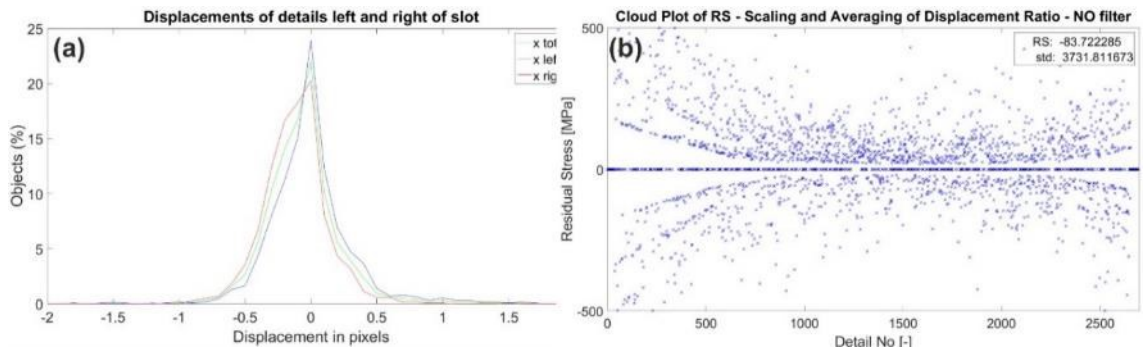 (a)
Displacements of details left and right of slot
25
20
15
10
5
0
Objects (%)
-2
-1.5
-1
-0.5
0
0.5
1
1.5
Displacement in pixels
x tot
x left
x rig
(b)
Cloud Plot of RS - Scaling and Averaging of Displacement Ratio - NO filter
500
0
-500
Residual Stress [MPa]
0
500
1000
1500
2000
2500
Detail No [-]
RS: -83.722285
std: 3731.811673